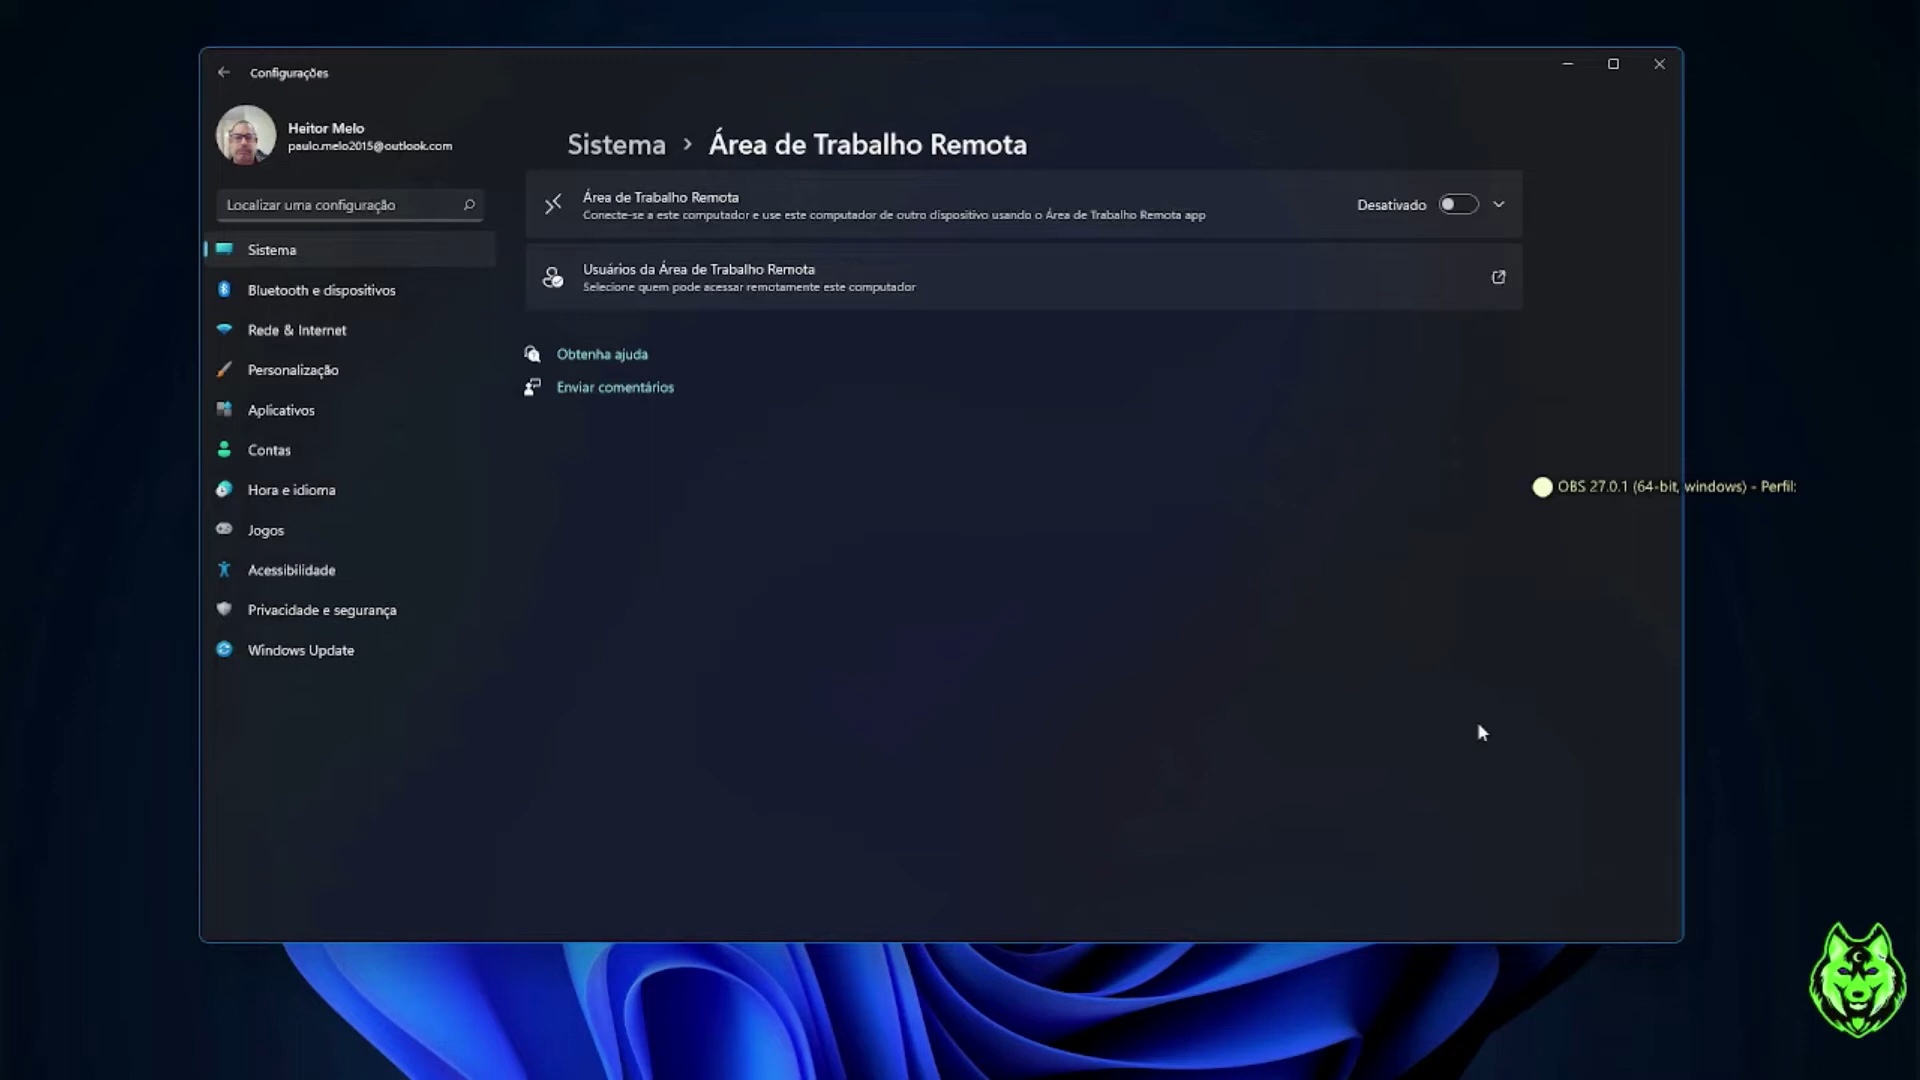 Configurações
Heitor Melo
paulo.melo2015@outlook.com
Localizar uma configuração
Sistema
Bluetooth e dispositivos
Rede & Internet
Personalização
Aplicativos
Contas
Hora e idioma
Jogos
Acessibilidade
Privacidade e segurança
Windows Update
Sistema > Área de Trabalho Remota
Área de Trabalho Remota
Conecte-se a este computador e use este computador de outro dispositivo usando o Área de Trabalho Remota app
Desativado
Usuários da Área de Trabalho Remota
Selecione quem pode acessar remotamente este computador
Obtenha ajuda
Enviar comentários
OBS 27.0.1 (64-bit, windows) - Perfil: